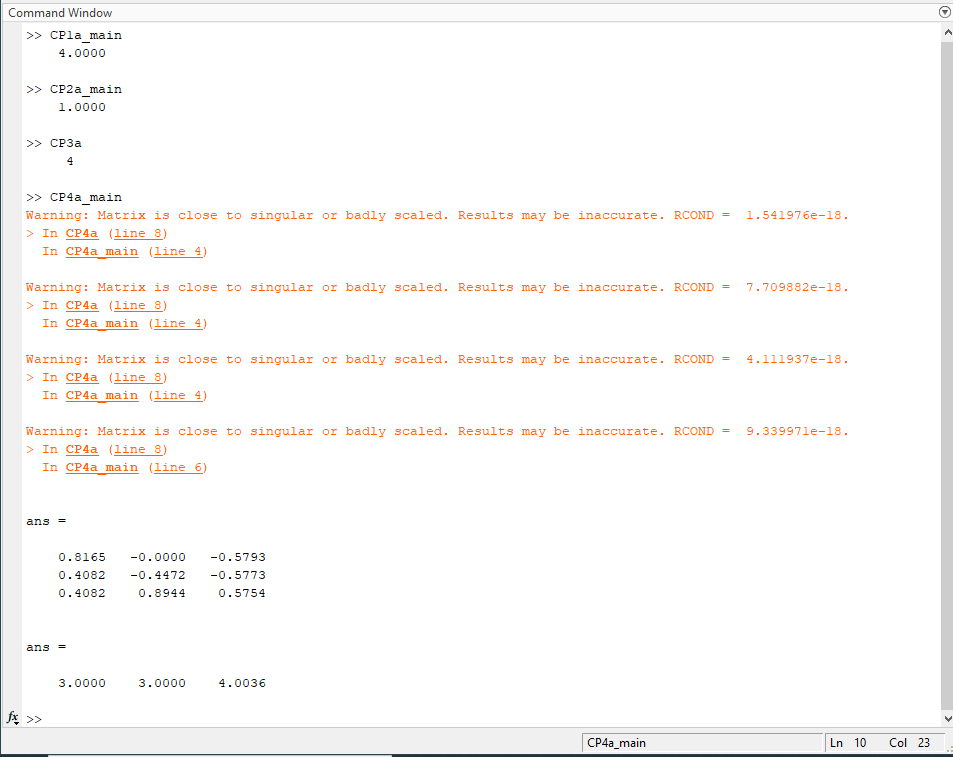 Command Window
>> CP1a_main
4.0000
>> CP2a_main
1.0000
>> CP3a
4
>> CP4a_main
Warning: Matrix is close to singular or badly scaled. Results may be inaccurate. RCOND =  1.541976e-18.
> In CP4a (line 8)
In CP4a_main (line 4)
Warning: Matrix is close to singular or badly scaled. Results may be inaccurate. RCOND =  7.709882e-18.
> In CP4a (line 8)
In CP4a_main (line 4)
Warning: Matrix is close to singular or badly scaled. Results may be inaccurate. RCOND =  4.111937e-18.
> In CP4a (line 8)
In CP4a_main (line 4)
Warning: Matrix is close to singular or badly scaled. Results may be inaccurate. RCOND =  9.339971e-18.
> In CP4a (line 8)
In CP4a_main (line 6)
ans =
0.8165   -0.0000   -0.5793
0.4082   -0.4472   -0.5773
0.4082    0.8944    0.5754
ans =
3.0000    3.0000    4.0036
fx >>
CP4a_main Ln 10 Col 23